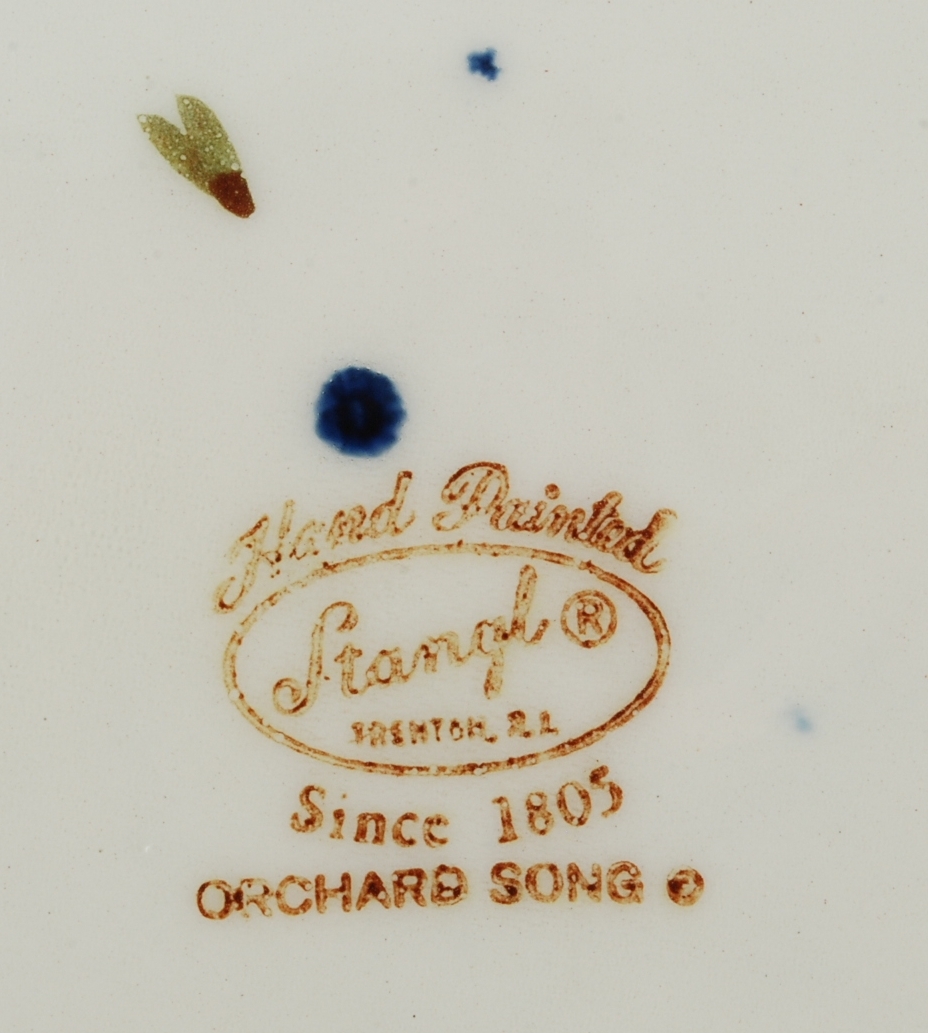 Hand Painted
Stangl®
TRENTON, N.J.
Since 1805
ORCHARD SONG ©